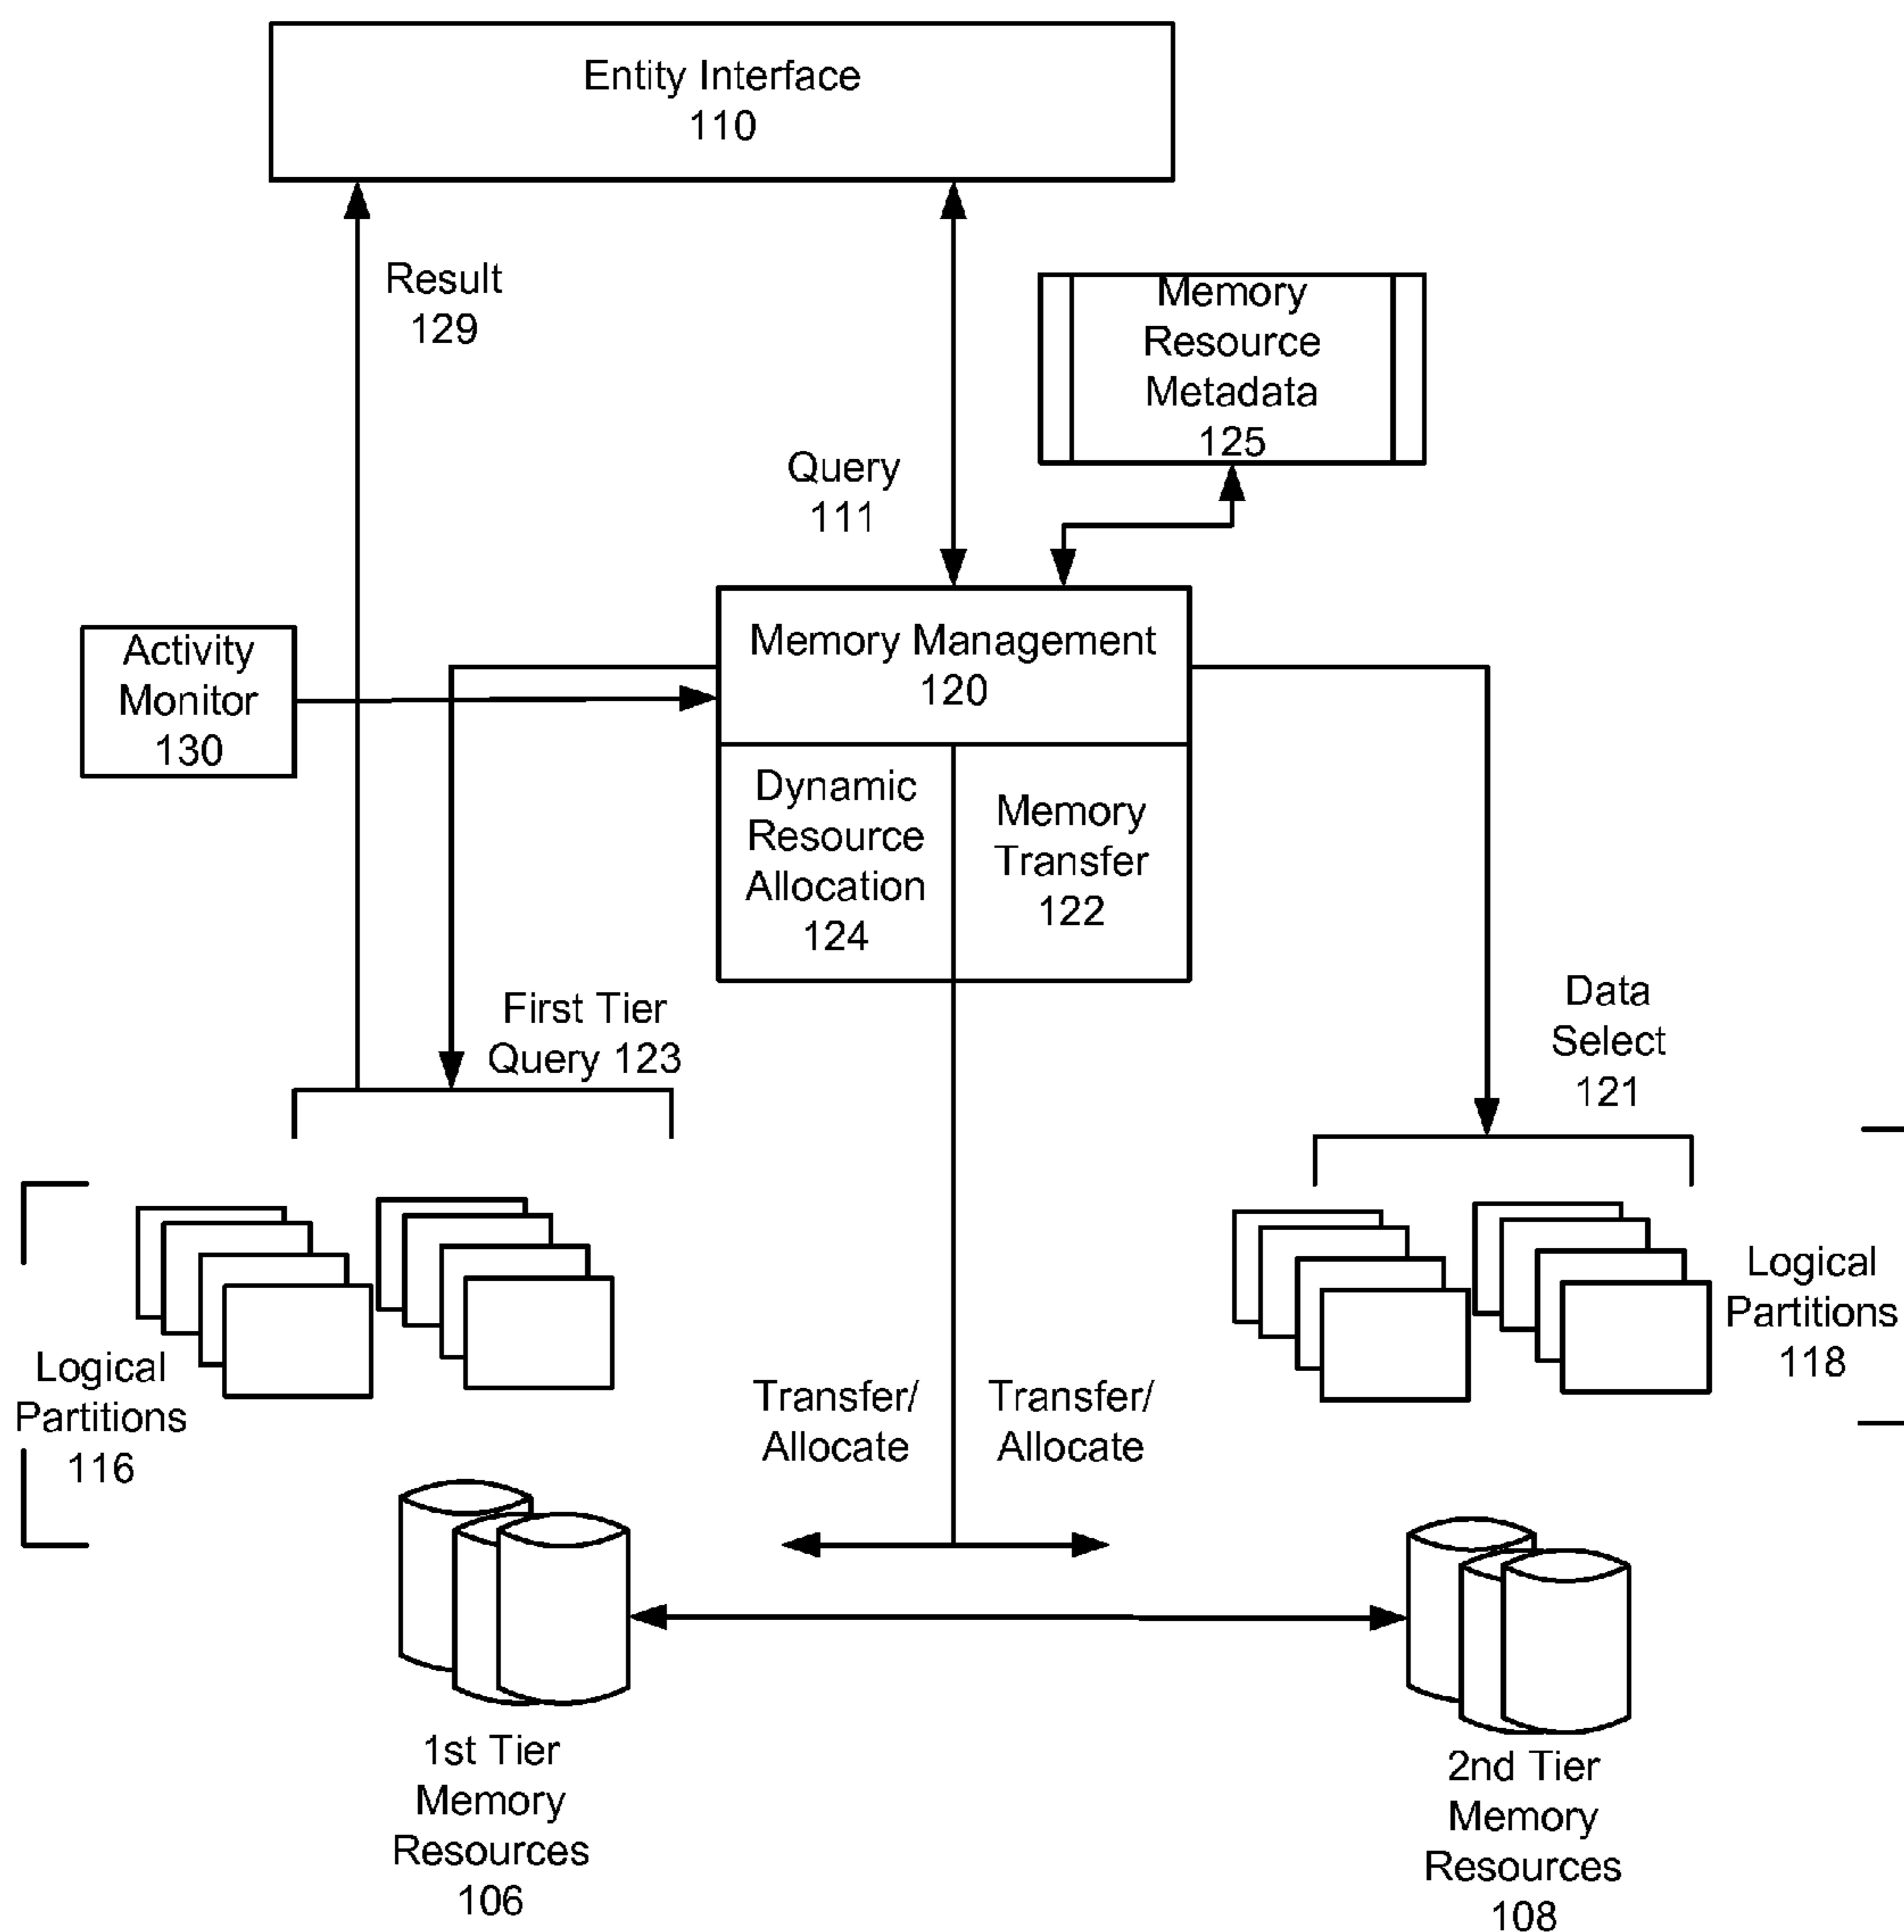 Entity Interface
110
Result
129
Memory
Resource
Metadata
125
Query
111
Activity
Monitor
130
Memory Management
120
Dynamic
Resource
Allocation
124
Memory
Transfer
122
First Tier
Query 123
Data
Select
121
Logical
Partitions
116
Logical
Partitions
118
Transfer/
Allocate
Transfer/
Allocate
1st Tier
Memory
Resources
106
2nd Tier
Memory
Resources
108